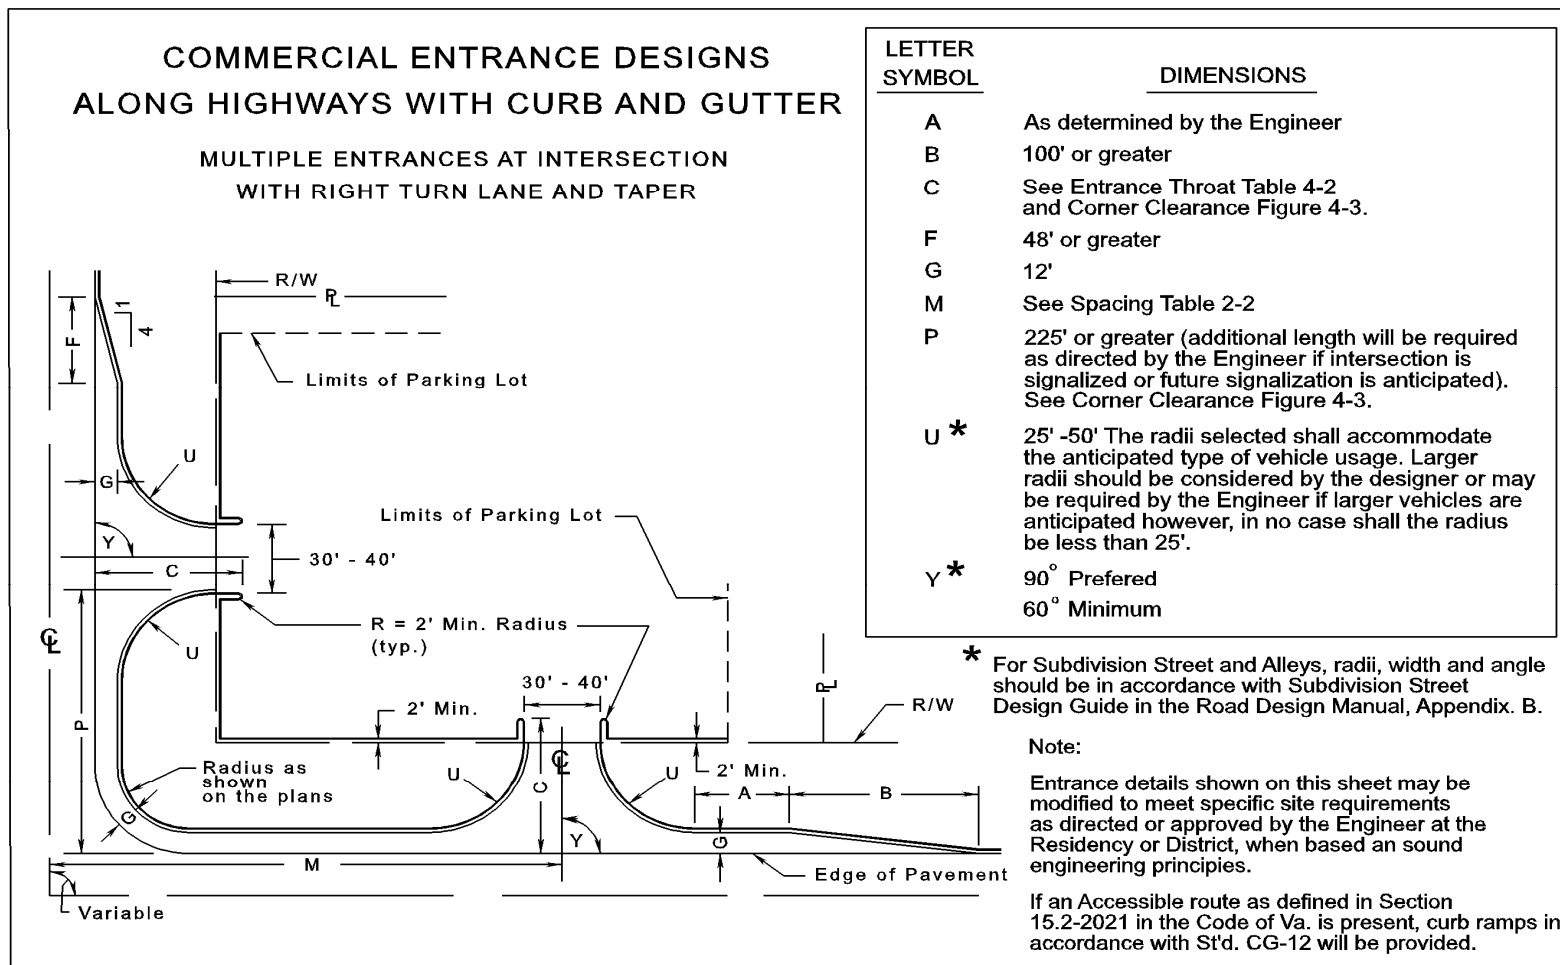 COMMERCIAL ENTRANCE DESIGNS
ALONG HIGHWAYS WITH CURB AND GUTTER
MULTIPLE ENTRANCES AT INTERSECTION
WITH RIGHT TURN LANE AND TAPER
LETTER
SYMBOL
DIMENSIONS
A As determined by the Engineer
B 100' or greater
C See Entrance Throat Table 4-2
and Corner Clearance Figure 4-3.
F 48' or greater
G 12'
M See Spacing Table 2-2
P 225' or greater (additional length will be required
as directed by the Engineer if intersection is
signalized or future signalization is anticipated).
See Corner Clearance Figure 4-3.
U * 25' -50' The radii selected shall accommodate
the anticipated type of vehicle usage. Larger
radii should be considered by the designer or may
be required by the Engineer if larger vehicles are
anticipated however, in no case shall the radius
be less than 25'.
Y * 90° Prefered
60° Minimum
* For Subdivision Street and Alleys, radii, width and angle
should be in accordance with Subdivision Street
Design Guide in the Road Design Manual, Appendix. B.
Note:
Entrance details shown on this sheet may be
modified to meet specific site requirements
as directed or approved by the Engineer at the
Residency or District, when based an sound
engineering principies.
If an Accessible route as defined in Section
15.2-2021 in the Code of Va. is present, curb ramps in
accordance with St'd. CG-12 will be provided.
R/W
PL
1
4
F
Limits of Parking Lot
U
G
Limits of Parking Lot
Y
30' - 40'
C
CL
U
R = 2' Min. Radius
(typ.)
30' - 40'
PL
R/W
2' Min.
P
CL
Radius as
shown
on the plans
U
C
U
2' Min.
A
B
G
Y
G
M
Edge of Pavement
Variable